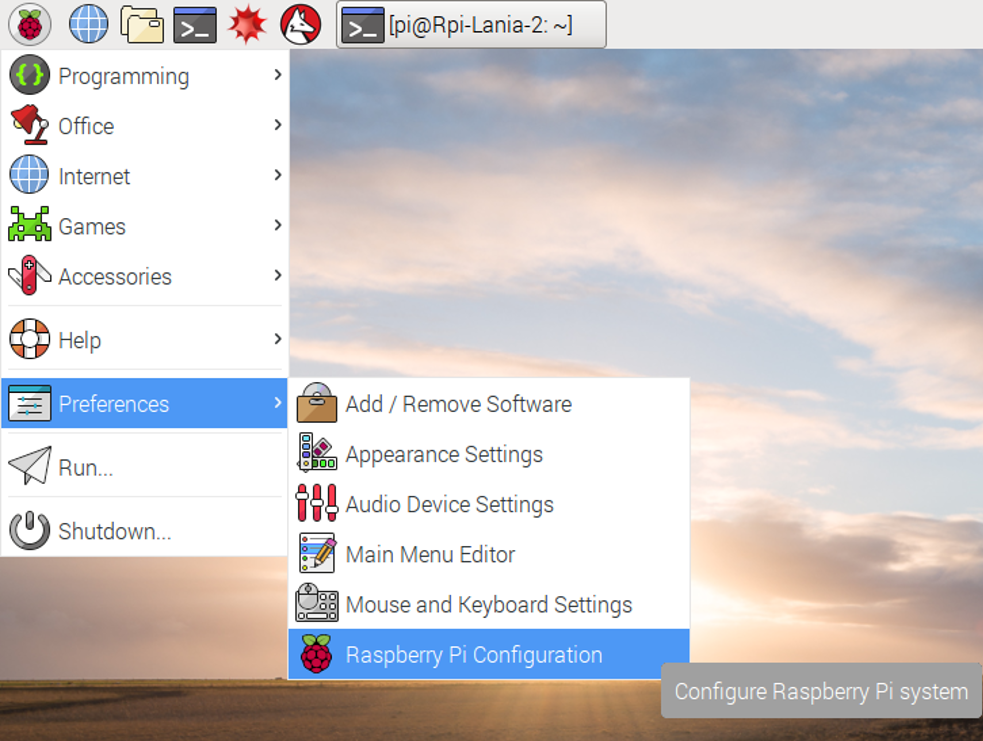 [pi@Rpi-Lania-2: ~]
Programming
Office
Internet
Games
Accessories
Help
Preferences
Run...
Shutdown...
Add / Remove Software
Appearance Settings
Audio Device Settings
Main Menu Editor
Mouse and Keyboard Settings
Raspberry Pi Configuration
Configure Raspberry Pi system